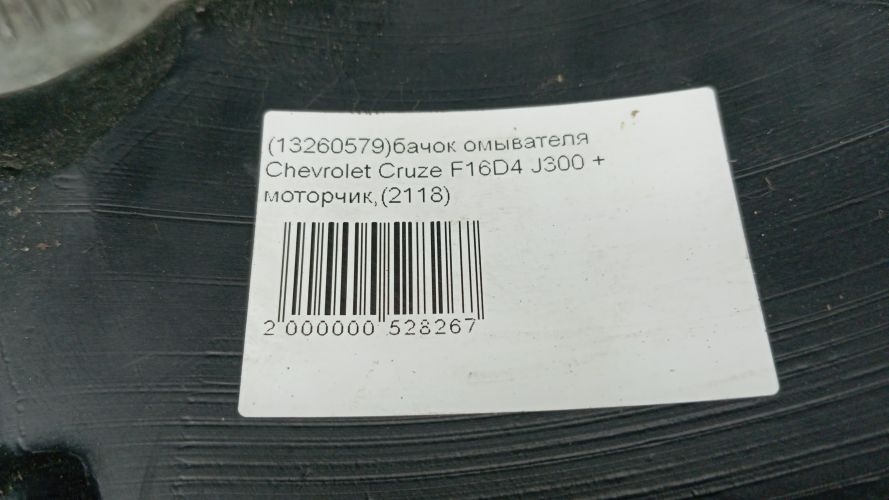 (13260579)бачок омывателя
Chevrolet Cruze F16D4 J300 +
моторчик,(2118)
2 000000 528267